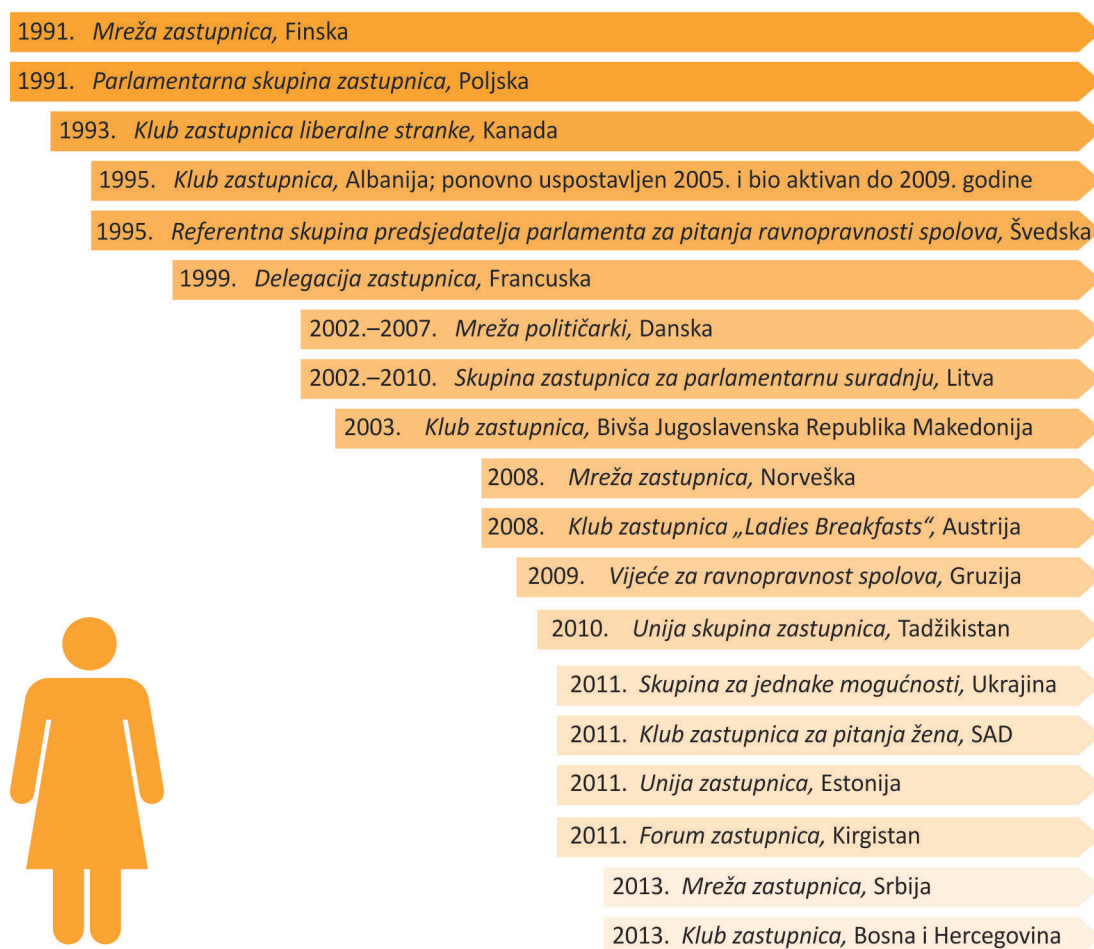 1991. Mreža zastupnica, Finska
1991. Parlamentarna skupina zastupnica, Poljska
1993. Klub zastupnica liberalne stranke, Kanada
1995. Klub zastupnica, Albanija; ponovno uspostavljen 2005. i bio aktivan do 2009. godine
1995. Referentna skupina predsjedatelja parlamenta za pitanja ravnopravnosti spolova, Švedska
1999. Delegacija zastupnica, Francuska
2002.–2007. Mreža političarki, Danska
2002.–2010. Skupina zastupnica za parlamentarnu suradnju, Litva
2003. Klub zastupnica, Bivša Jugoslavenska Republika Makedonija
2008. Mreža zastupnica, Norveška
2008. Klub zastupnica „Ladies Breakfasts“, Austrija
2009. Vijeće za ravnopravnost spolova, Gruzija
2010. Unija skupina zastupnica, Tadžikistan
2011. Skupina za jednake mogućnosti, Ukrajina
2011. Klub zastupnica za pitanja žena, SAD
2011. Unija zastupnica, Estonija
2011. Forum zastupnica, Kirgistan
2013. Mreža zastupnica, Srbija
2013. Klub zastupnica, Bosna i Hercegovina